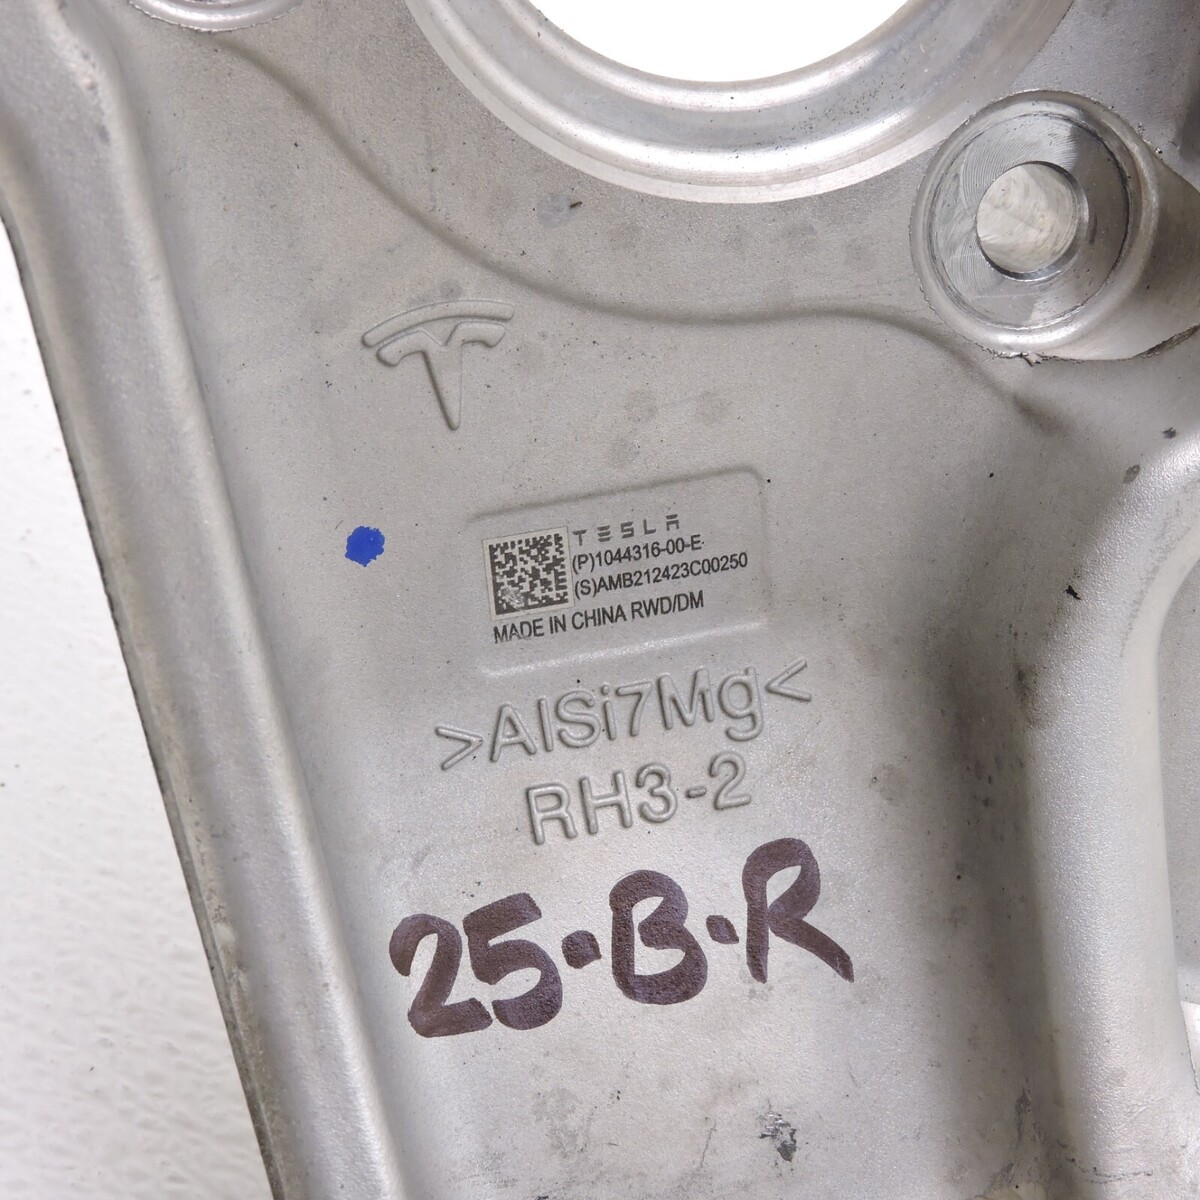 TESLA
(P)1044316-00-E
(S)AMB212423C00250
MADE IN CHINA RWD/DM
>AlSi7Mg<
RH3-2
25·B·R